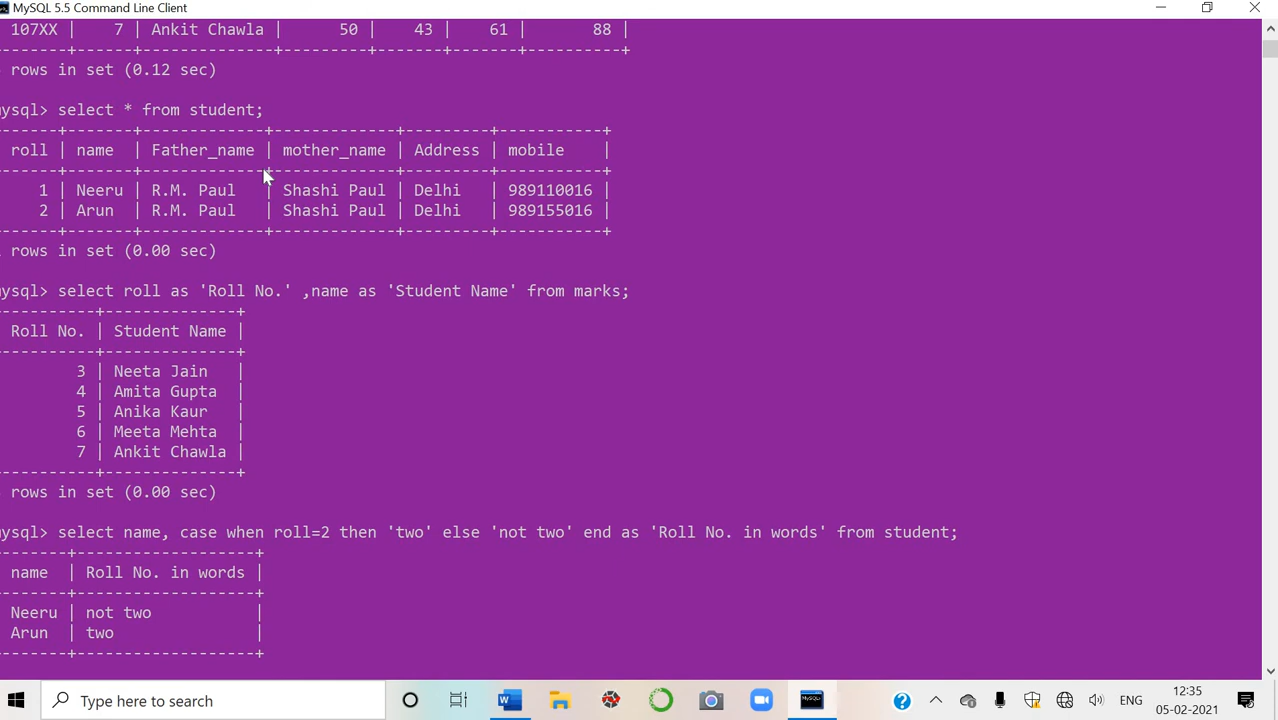 MySQL 5.5 Command Line Client
107XX | 7 | Ankit Chawla | 50 | 43 | 61 | 88 |
-------+------+--------------+---------+-------+-------+----------+
rows in set (0.12 sec)
mysql> select * from student;
-------+-------+-------------+-------------+---------+-----------+
roll | name | Father_name | mother_name | Address | mobile |
-------+-------+-------------+-------------+---------+-----------+
1 | Neeru | R.M. Paul | Shashi Paul | Delhi | 989110016 |
2 | Arun | R.M. Paul | Shashi Paul | Delhi | 989155016 |
-------+-------+-------------+-------------+---------+-----------+
rows in set (0.00 sec)
mysql> select roll as 'Roll No.' ,name as 'Student Name' from marks;
----------+--------------+
Roll No. | Student Name |
----------+--------------+
3 | Neeta Jain |
4 | Amita Gupta |
5 | Anika Kaur |
6 | Meeta Mehta |
7 | Ankit Chawla |
----------+--------------+
rows in set (0.00 sec)
mysql> select name, case when roll=2 then 'two' else 'not two' end as 'Roll No. in words' from student;
-------+-------------------+
name | Roll No. in words |
-------+-------------------+
Neeru | not two |
Arun | two |
-------+-------------------+
Type here to search
ENG
12:35
05-02-2021